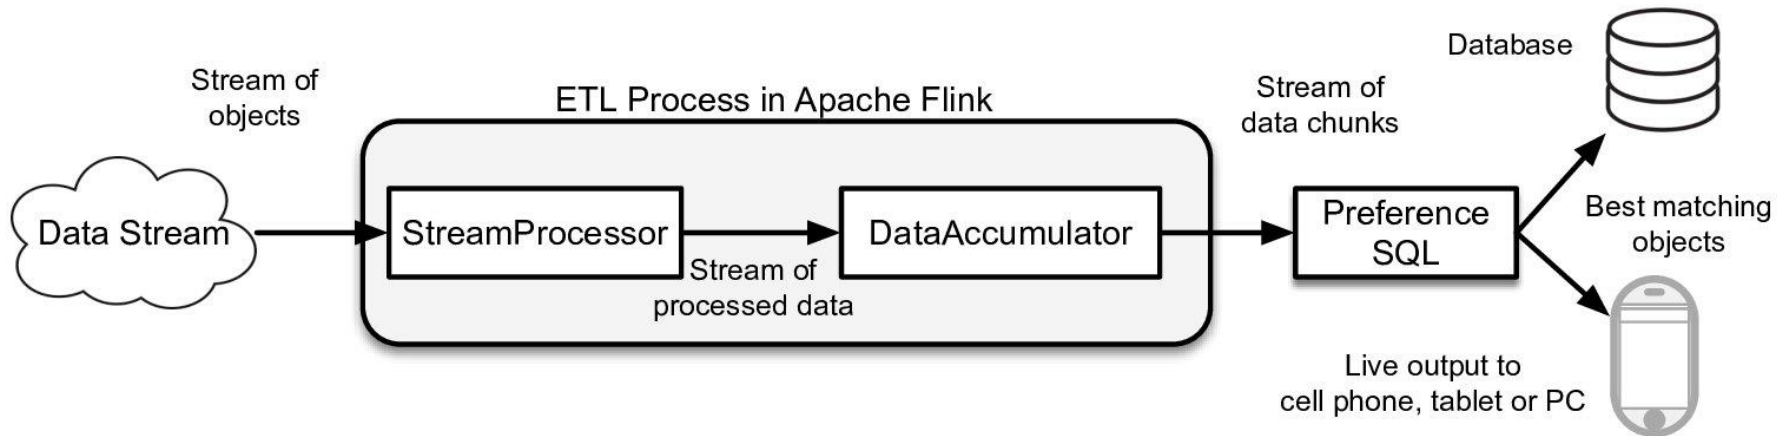 Stream of
objects
ETL Process in Apache Flink
Stream of
data chunks
Database
Data Stream
StreamProcessor
Stream of
processed data
DataAccumulator
Preference
SQL
Best matching
objects
Live output to
cell phone, tablet or PC